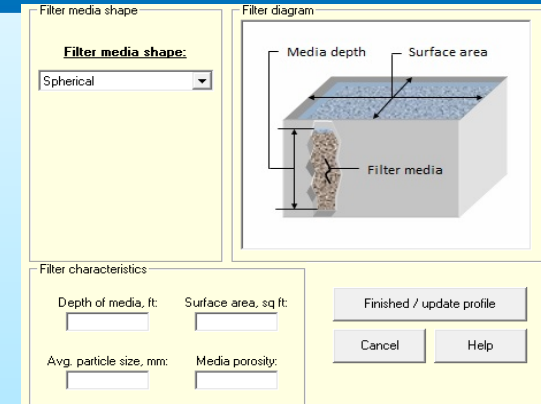 Filter media shape
Filter media shape:
Spherical
Filter diagram
Media depth
Surface area
Filter media
Filter characteristics
Depth of media, ft:
Surface area, sq ft:
Avg. particle size, mm:
Media porosity:
Finished / update profile
Cancel
Help